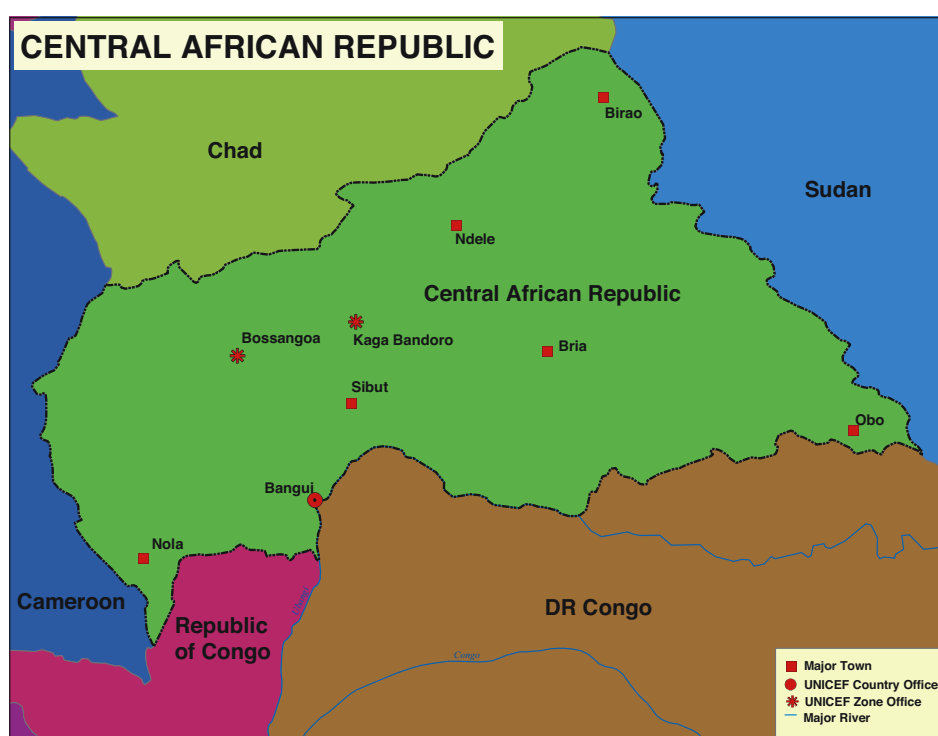 CENTRAL AFRICAN REPUBLIC
Birao
Chad
Sudan
Ndele
Central African Republic
Bossangoa
Kaga Bandoro
Bria
Sibut
Obo
Bangui
Nola
Cameroon
Republic
of Congo
Ubangi
DR Congo
Congo
Major Town
UNICEF Country Office
UNICEF Zone Office
Major River